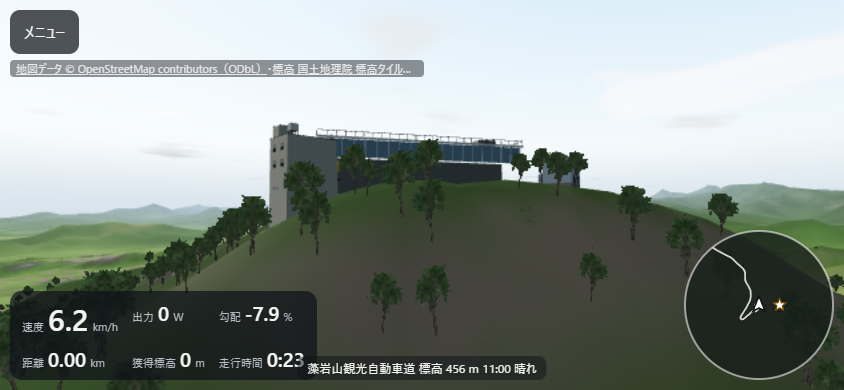 メニュー
地図データ © OpenStreetMap contributors（ODbL）・標高 国土地理院 標高タイル...
速度 6.2 km/h 出力 0 W 勾配 -7.9 %
距離 0.00 km 獲得標高 0 m 走行時間 0:23
藻岩山観光自動車道 標高 456 m 11:00 晴れ